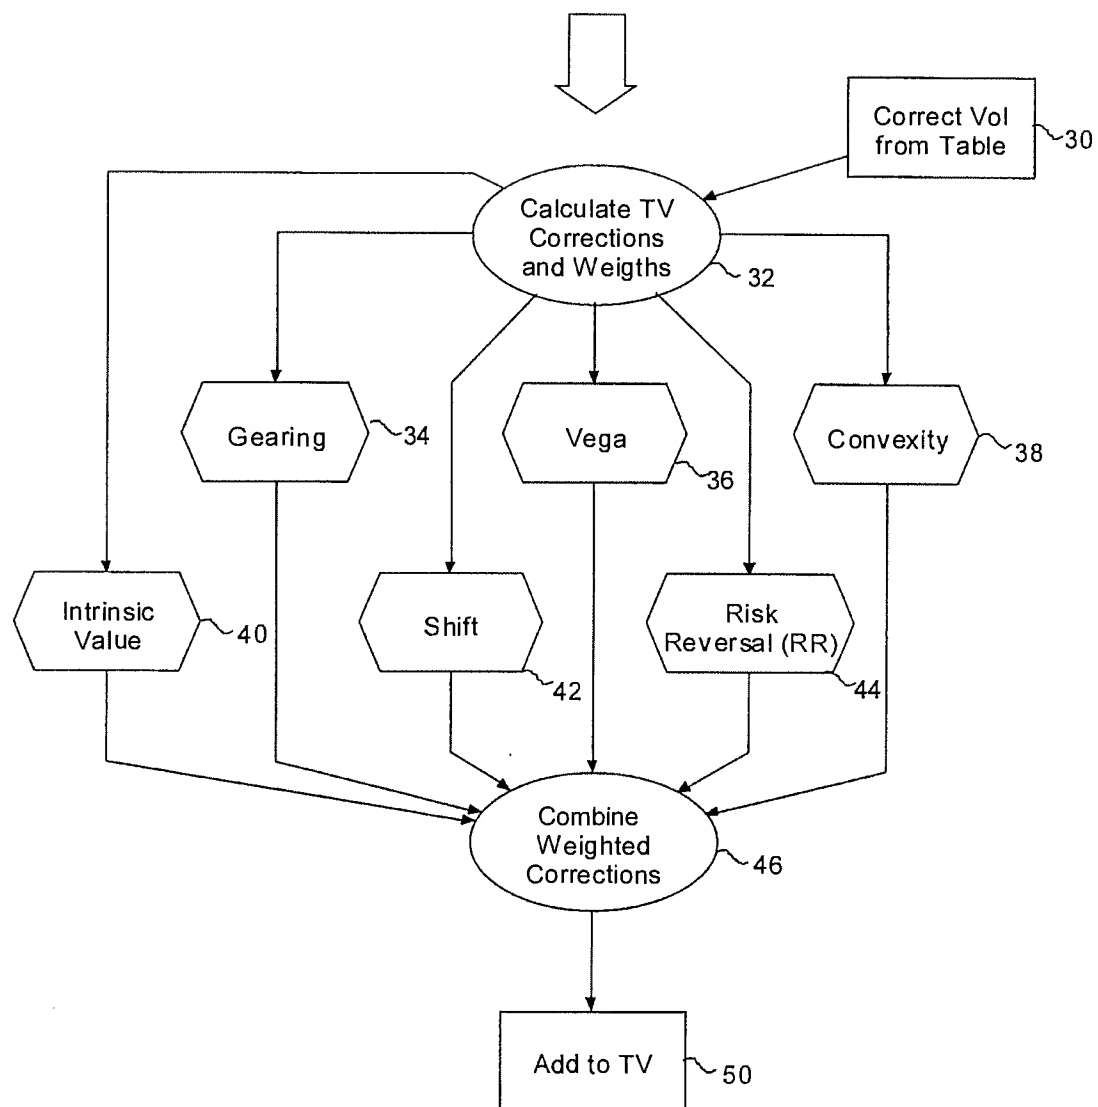 Correct Vol
from Table
30
Calculate TV
Corrections
and Weigths
32
Gearing
34
Vega
36
Convexity
38
Intrinsic
Value
40
Shift
42
Risk
Reversal (RR)
44
Combine
Weighted
Corrections
46
Add to TV
50